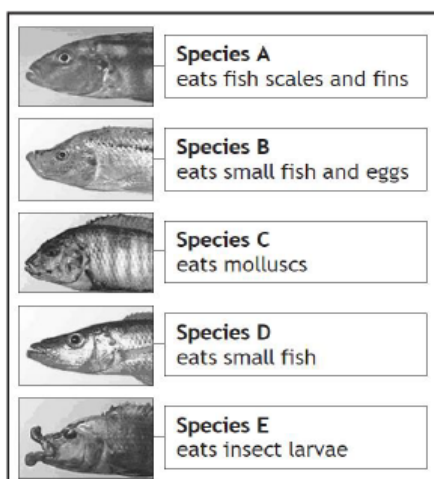 Species A
eats fish scales and fins
Species B
eats small fish and eggs
Species C
eats molluscs
Species D
eats small fish
Species E
eats insect larvae